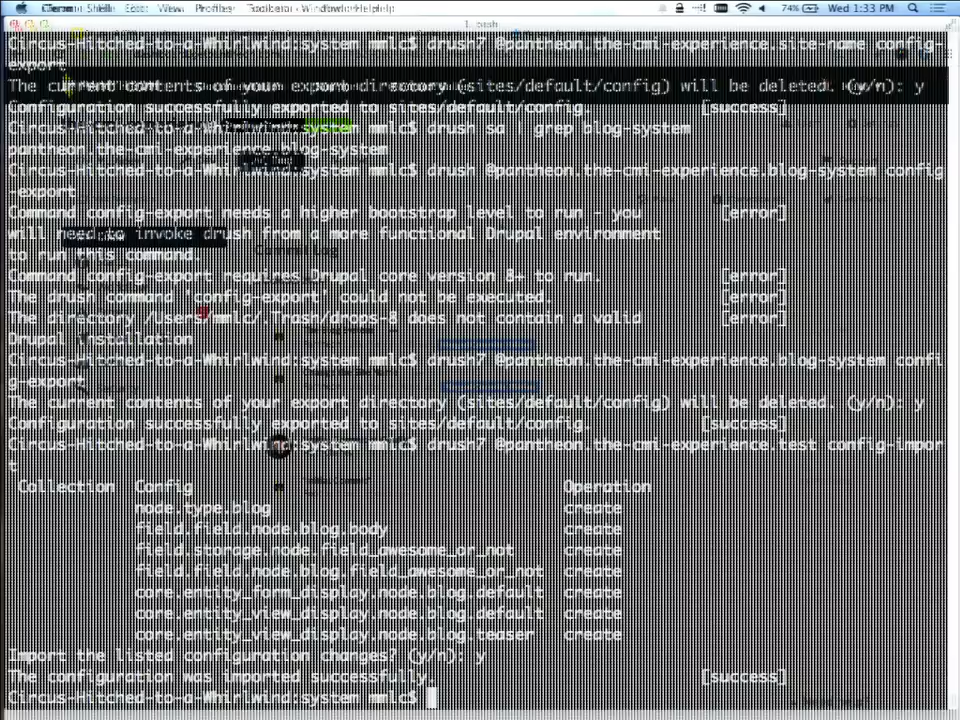 74% Wed 1:33 PM
1. bash
Circus-Hitched-to-a-Whirlwind:system mmlc$ drush7 @pantheon.the-cmi-experience.site-name config-
export
The current contents of your export directory (sites/default/config) will be deleted. (y/n): y
Configuration successfully exported to sites/default/config. [success]
Circus-Hitched-to-a-Whirlwind:system mmlc$ drush sa | grep blog-system
pantheon.the-cmi-experience.blog-system
Circus-Hitched-to-a-Whirlwind:system mmlc$ drush @pantheon.the-cmi-experience.blog-system config
-export
Command config-export needs a higher bootstrap level to run - you [error]
will need to invoke drush from a more functional Drupal environment
to run this command.
Command config-export requires Drupal core version 8+ to run. [error]
The drush command 'config-export' could not be executed. [error]
The directory /Users/mmlc/.Trash/drops-8 does not contain a valid [error]
Drupal installation
Circus-Hitched-to-a-Whirlwind:system mmlc$ drush7 @pantheon.the-cmi-experience.blog-system confi
g-export
The current contents of your export directory (sites/default/config) will be deleted. (y/n): y
Configuration successfully exported to sites/default/config. [success]
Circus-Hitched-to-a-Whirlwind:system mmlc$ drush7 @pantheon.the-cmi-experience.test config-impor
t
Collection Config Operation
node.type.blog create
field.field.node.blog.body create
field.storage.node.field_awesome_or_not create
field.field.node.blog.field_awesome_or_not create
core.entity_form_display.node.blog.default create
core.entity_view_display.node.blog.default create
core.entity_view_display.node.blog.teaser create
Import the listed configuration changes? (y/n): y
The configuration was imported successfully. [success]
Circus-Hitched-to-a-Whirlwind:system mmlc$